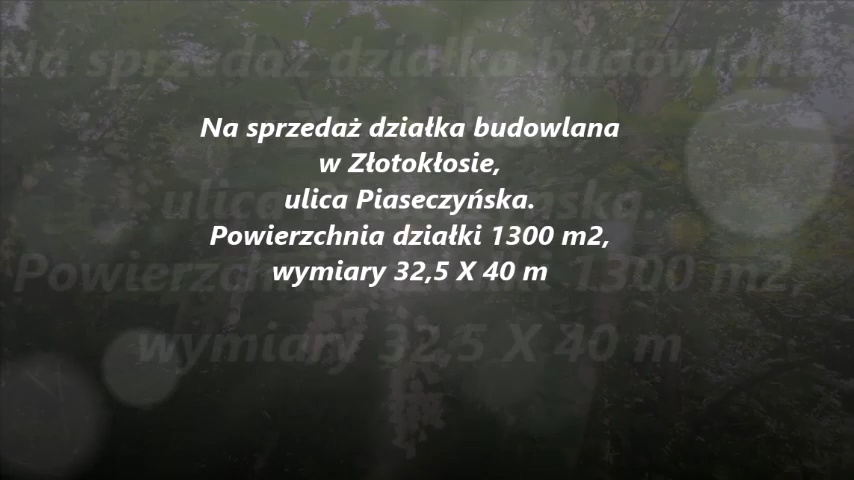 Na sprzedaż działka budowlana
w Złotokłosie,
ulica Piaseczyńska.
Powierzchnia działki 1300 m2,
wymiary 32,5 X 40 m